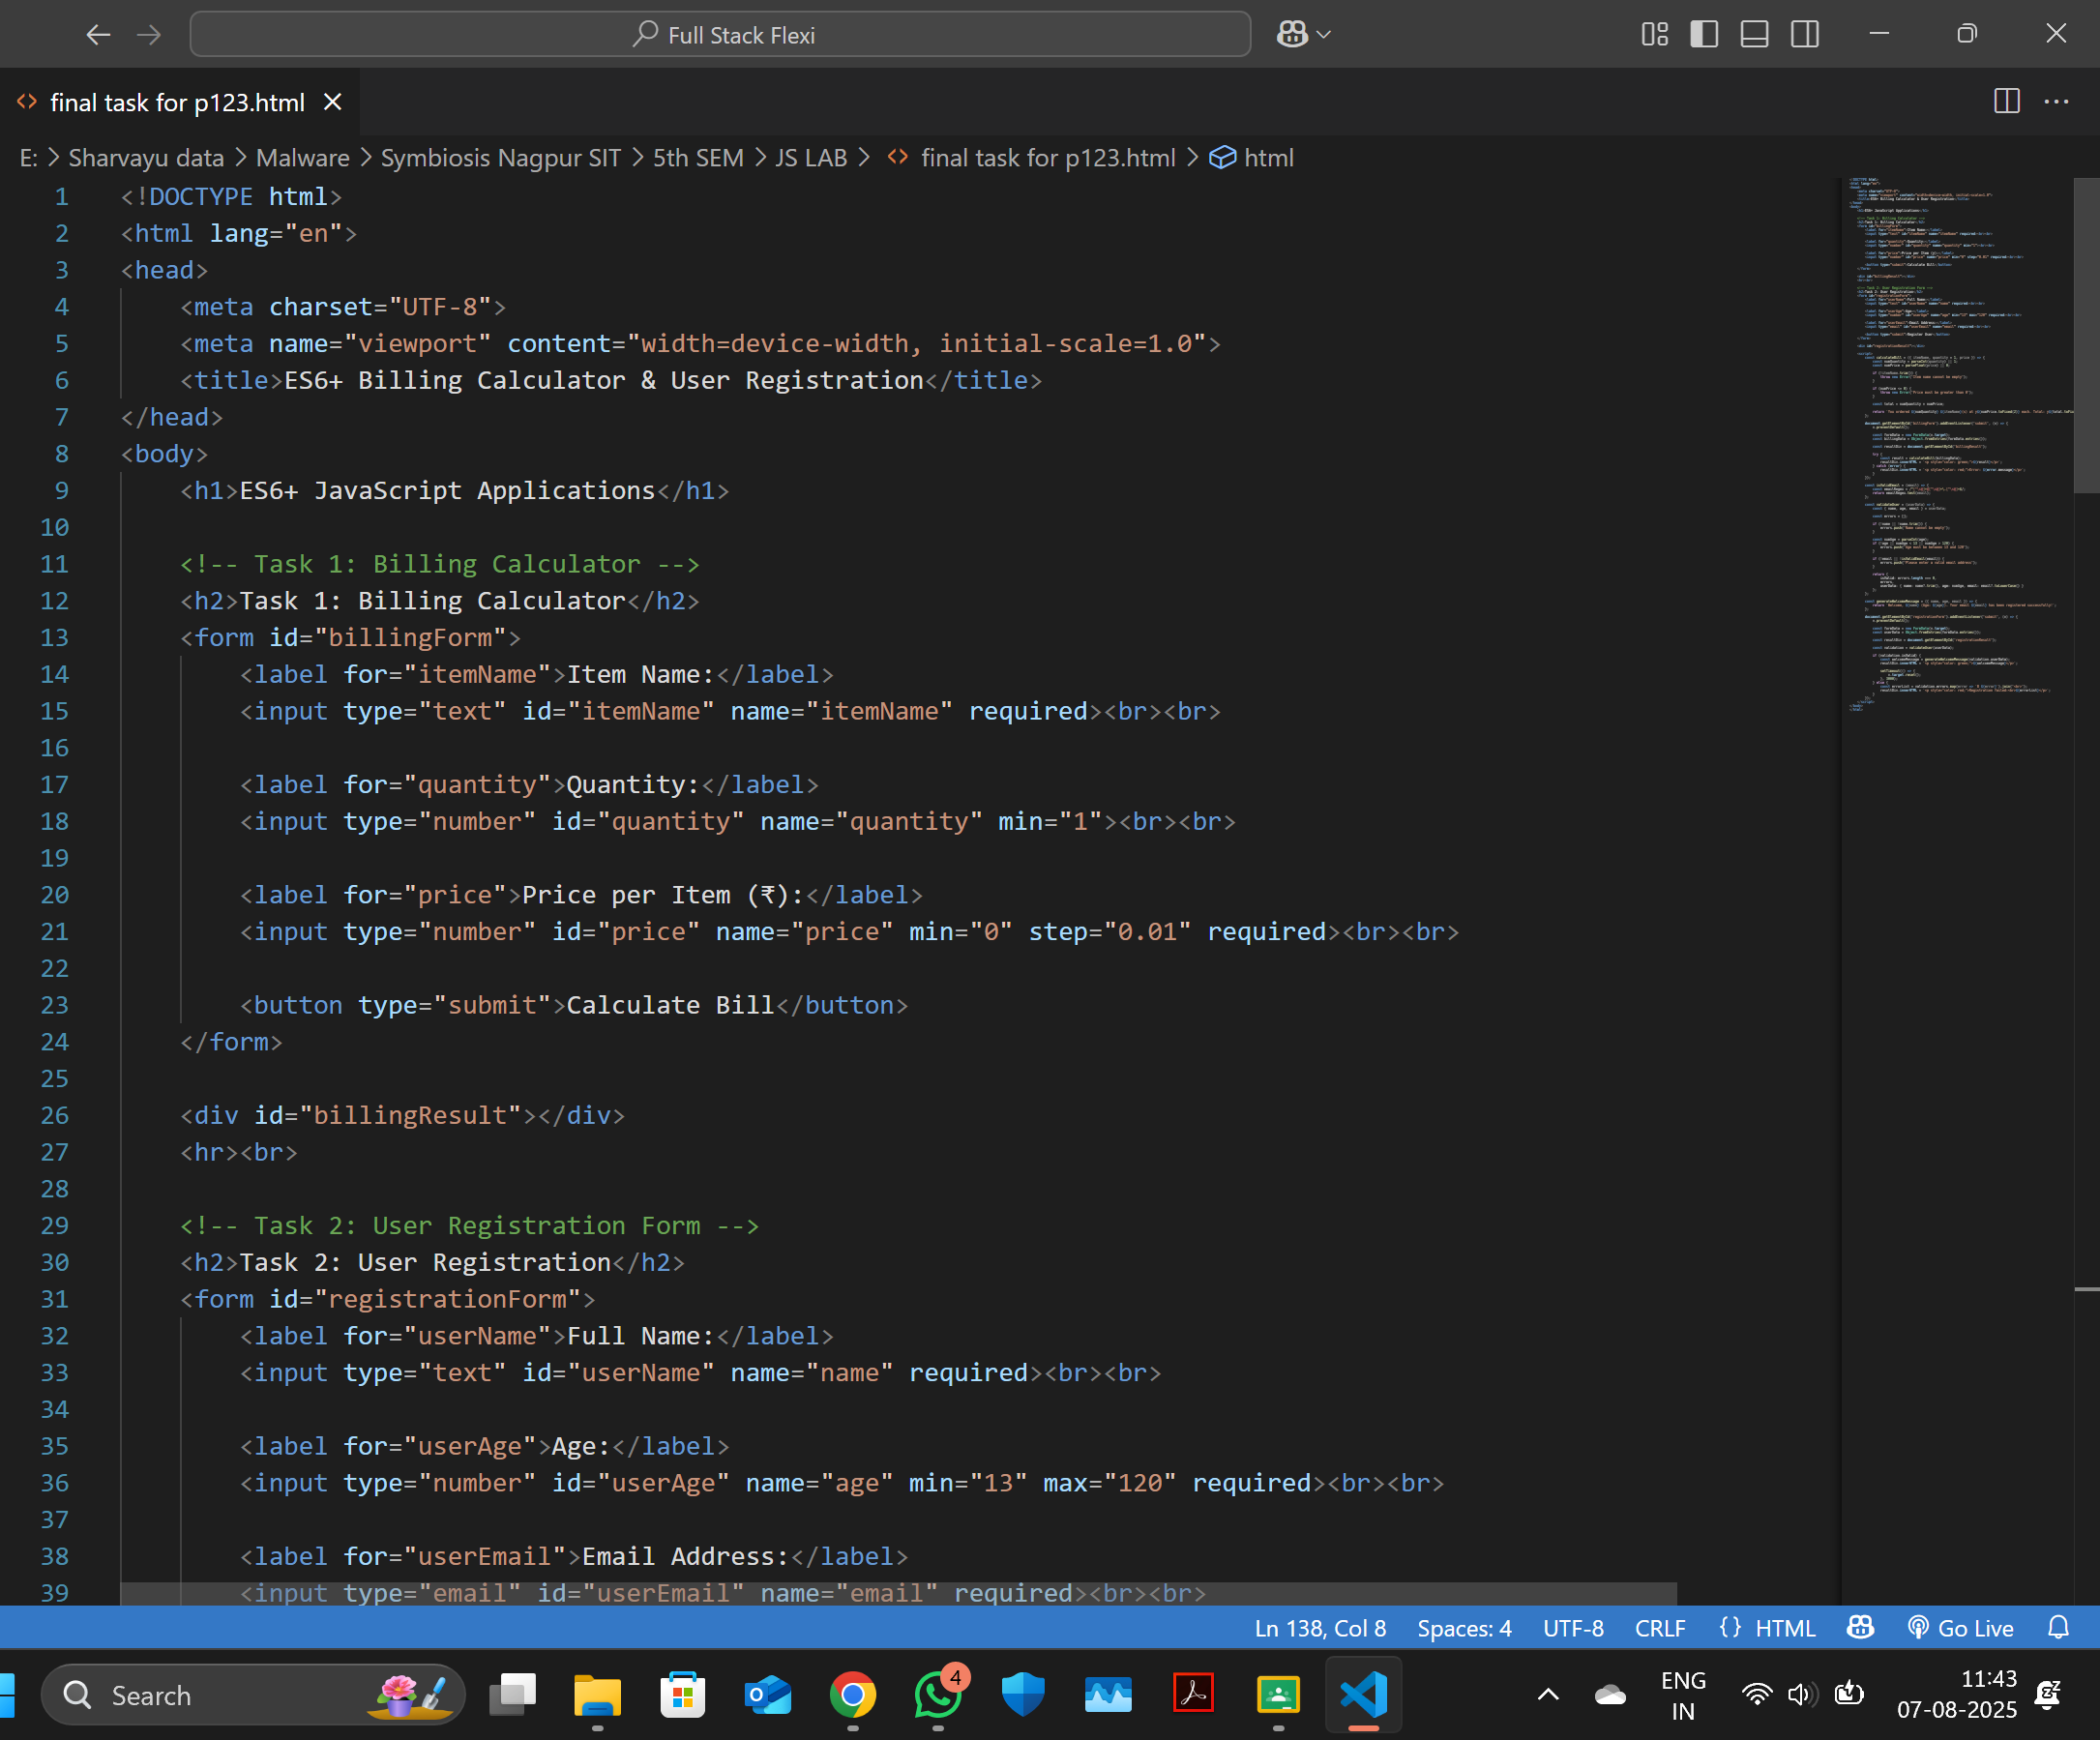 Full Stack Flexi
final task for p123.html
E: > Sharvayu data > Malware > Symbiosis Nagpur SIT > 5th SEM > JS LAB > <> final task for p123.html > html
1 <!DOCTYPE html>
2 <html lang="en">
3 <head>
4     <meta charset="UTF-8">
5     <meta name="viewport" content="width=device-width, initial-scale=1.0">
6     <title>ES6+ Billing Calculator & User Registration</title>
7 </head>
8 <body>
9     <h1>ES6+ JavaScript Applications</h1>
10
11     <!-- Task 1: Billing Calculator -->
12     <h2>Task 1: Billing Calculator</h2>
13     <form id="billingForm">
14         <label for="itemName">Item Name:</label>
15         <input type="text" id="itemName" name="itemName" required><br><br>
16
17         <label for="quantity">Quantity:</label>
18         <input type="number" id="quantity" name="quantity" min="1"><br><br>
19
20         <label for="price">Price per Item (₹):</label>
21         <input type="number" id="price" name="price" min="0" step="0.01" required><br><br>
22
23         <button type="submit">Calculate Bill</button>
24     </form>
25
26     <div id="billingResult"></div>
27     <hr><br>
28
29     <!-- Task 2: User Registration Form -->
30     <h2>Task 2: User Registration</h2>
31     <form id="registrationForm">
32         <label for="userName">Full Name:</label>
33         <input type="text" id="userName" name="name" required><br><br>
34
35         <label for="userAge">Age:</label>
36         <input type="number" id="userAge" name="age" min="13" max="120" required><br><br>
37
38         <label for="userEmail">Email Address:</label>
39         <input type="email" id="userEmail" name="email" required><br><br>
Ln 138, Col 8 Spaces: 4 UTF-8 CRLF {} HTML Go Live
Search
4
ENG
IN
11:43
07-08-2025